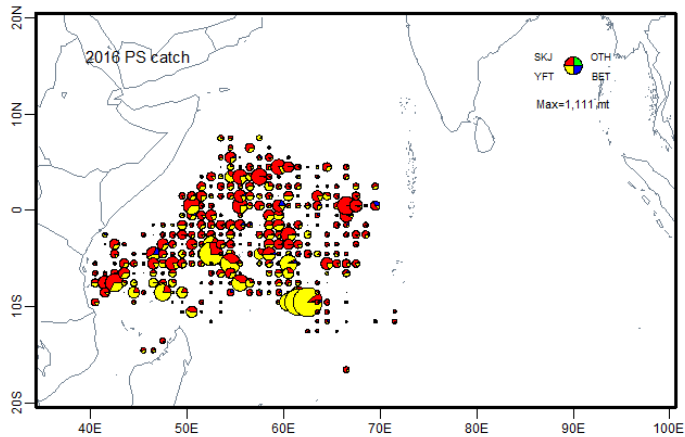 20N
2016 PS catch
SKJ OTH
YFT BET
Max=1,111 mt
10N
0
10S
20S
40E 50E 60E 70E 80E 90E 100E